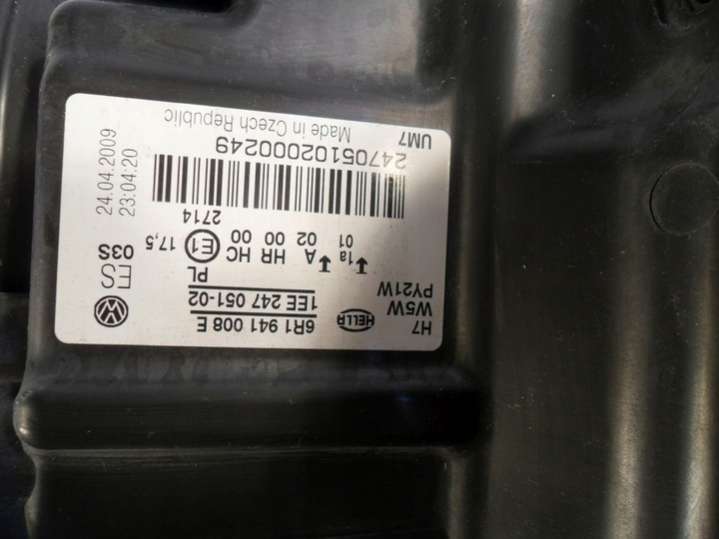 6R1 941 008 E
1EE 247 051-02
HELLA
H7
W5W
PY21W
ES
03S
PL
1a A HR HC E1 17,5
01 02 00 00
2714
247051020000249
Made in Czech Republic
UM7
24.04.2009
23:04:20